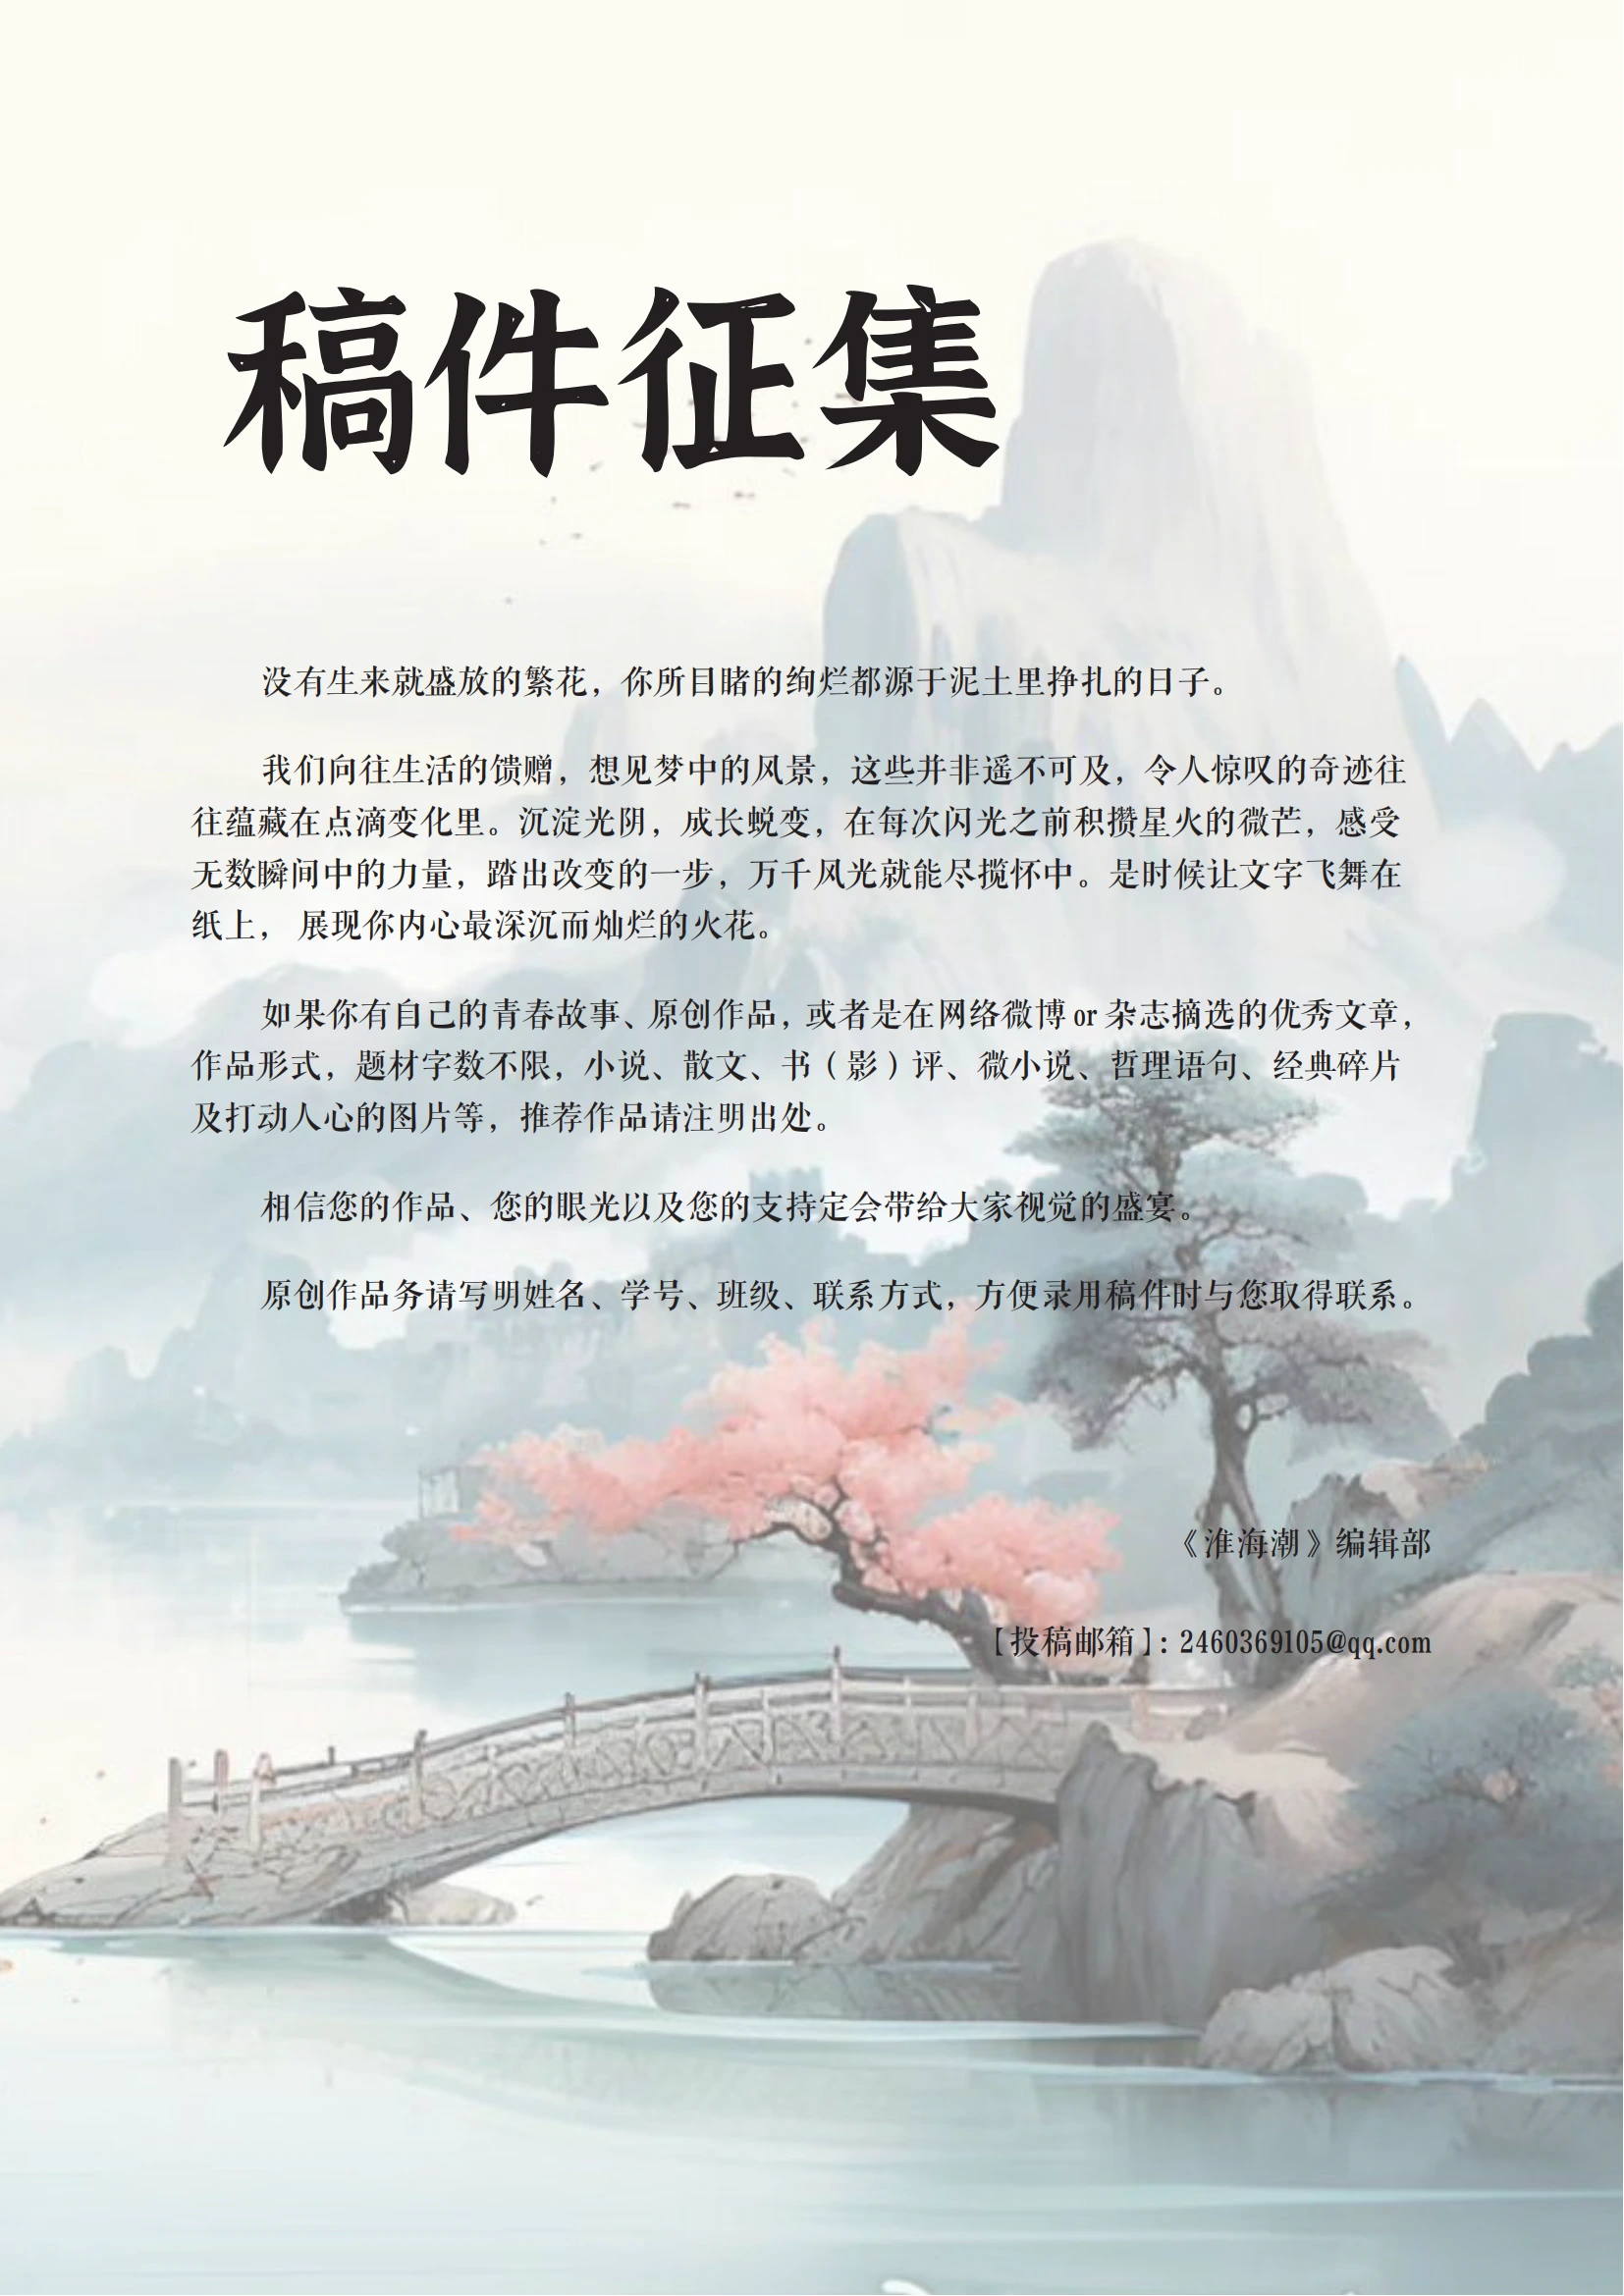 稿件征集
没有生来就盛放的繁花，你所目睹的绚烂都源于泥土里挣扎的日子。
我们向往生活的馈赠，想见梦中的风景，这些并非遥不可及，令人惊叹的奇迹往
往蕴藏在点滴变化里。沉淀光阴，成长蜕变，在每次闪光之前积攒星火的微芒，感受
无数瞬间中的力量，踏出改变的一步，万千风光就能尽揽怀中。是时候让文字飞舞在
纸上， 展现你内心最深沉而灿烂的火花。
如果你有自己的青春故事、原创作品，或者是在网络微博 or 杂志摘选的优秀文章，
作品形式，题材字数不限，小说、散文、书（影）评、微小说、哲理语句、经典碎片
及打动人心的图片等，推荐作品请注明出处。
相信您的作品、您的眼光以及您的支持定会带给大家视觉的盛宴。
原创作品务请写明姓名、学号、班级、联系方式，方便录用稿件时与您取得联系。
《淮海潮》编辑部
【投稿邮箱】：2460369105@qq.com